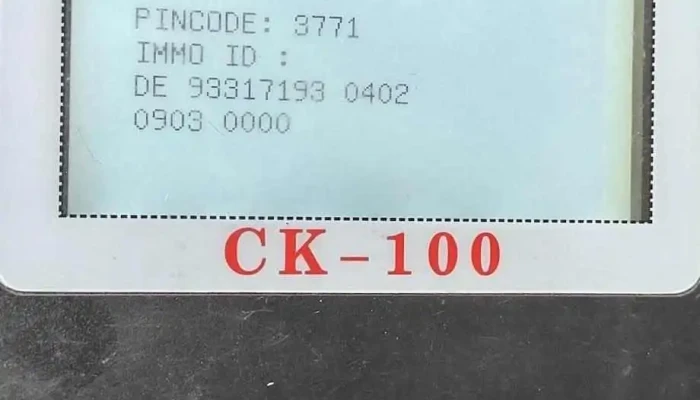 PINCODE: 3771
IMMO ID :
DE 93317193 0402
0903 0000
CK-100